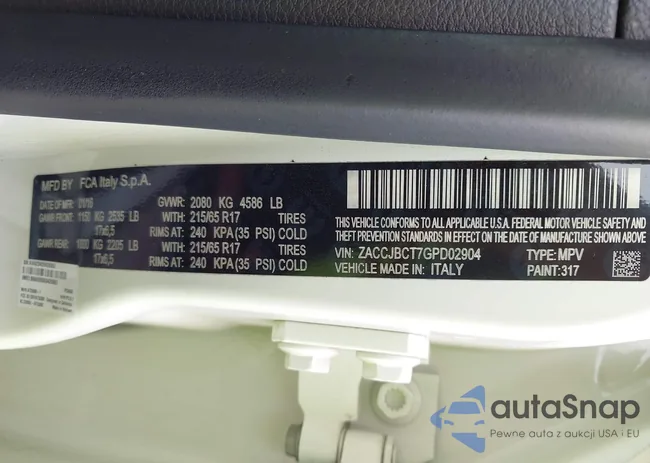 MFD BY FCA Italy S.p.A.
DATE OF MFR: 01/16 GVWR: 2080 KG 4586 LB
GAWR FRONT: 1150 KG 2535 LB WITH 215/65 R17 TIRES
17x6,5 RIMS AT: 240 KPA (35 PSI) COLD
GAWR REAR: 1000 KG 2205 LB WITH 215/65 R17 TIRES
17x6,5 RIMS AT: 240 KPA(35 PSI) COLD
THIS VEHICLE CONFORMS TO ALL APPLICABLE U.S.A. FEDERAL MOTOR VEHICLE SAFETY
AND THEFT PREVENTION STANDARDS IN EFFECT ON THE DATE OF MANUFACTURE SHOWN ABOVE
VIN: ZACCJBCT7GPD02904 TYPE: MPV
VEHICLE MADE IN: ITALY PAINT: 317
autaSnap
Pewne auta z aukcji USA i EU